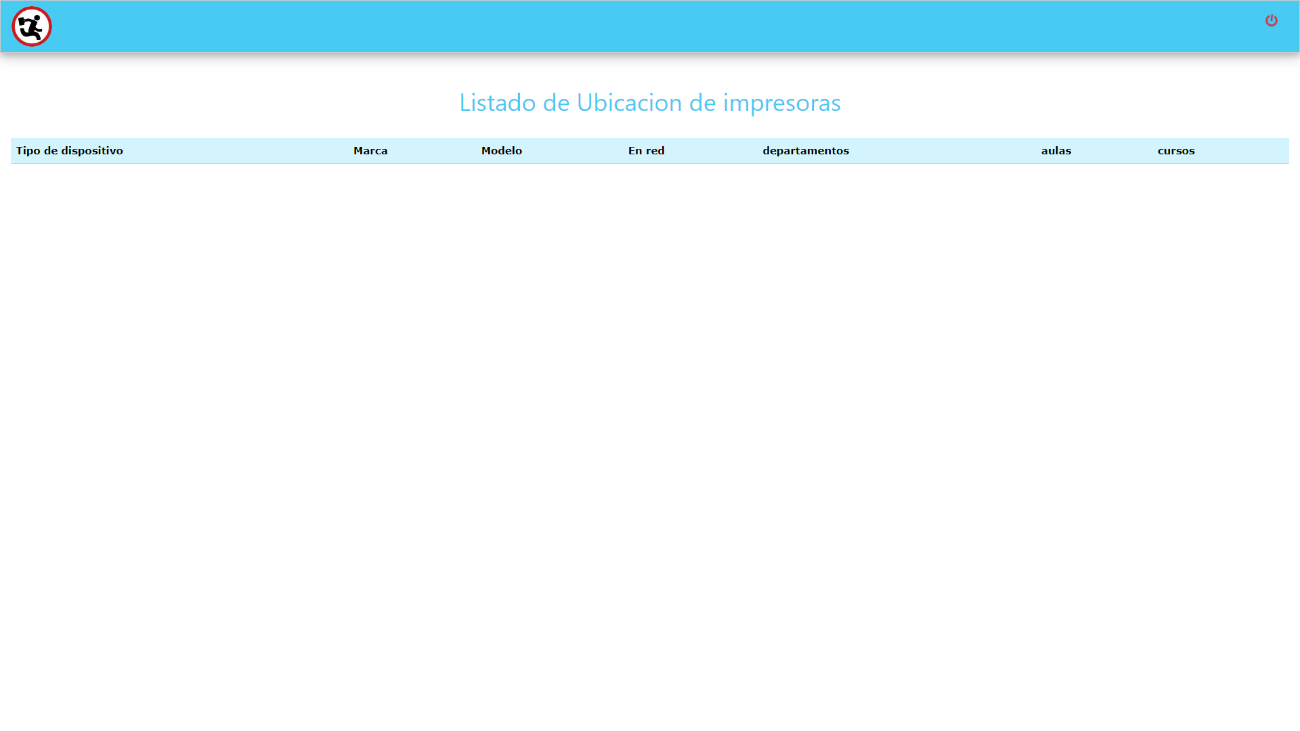 Listado de Ubicacion de impresoras
Tipo de dispositivo Marca Modelo En red departamentos aulas cursos